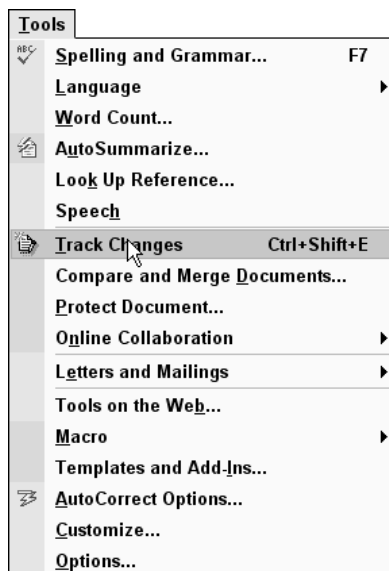 Tools
ABC Spelling and Grammar... F7
Language
Word Count...
AutoSummarize...
Look Up Reference...
Speech
Track Changes Ctrl+Shift+E
Compare and Merge Documents...
Protect Document...
Online Collaboration
Letters and Mailings
Tools on the Web...
Macro
Templates and Add-Ins...
AutoCorrect Options...
Customize...
Options...